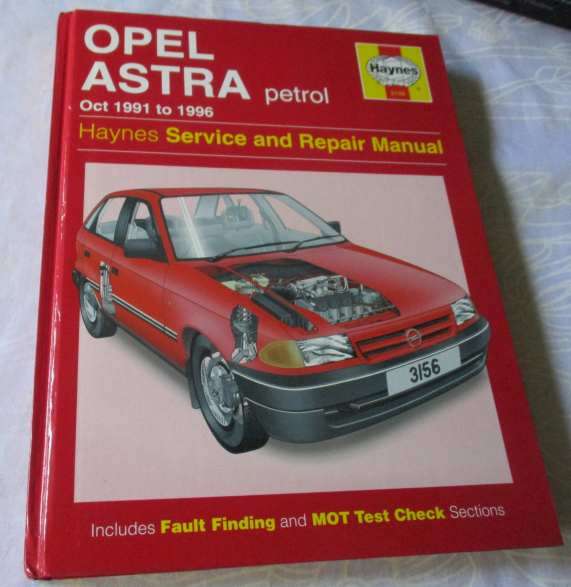 OPEL
ASTRA petrol
Oct 1991 to 1996
Haynes
Haynes Service and Repair Manual
3156
Includes Fault Finding and MOT Test Check Sections